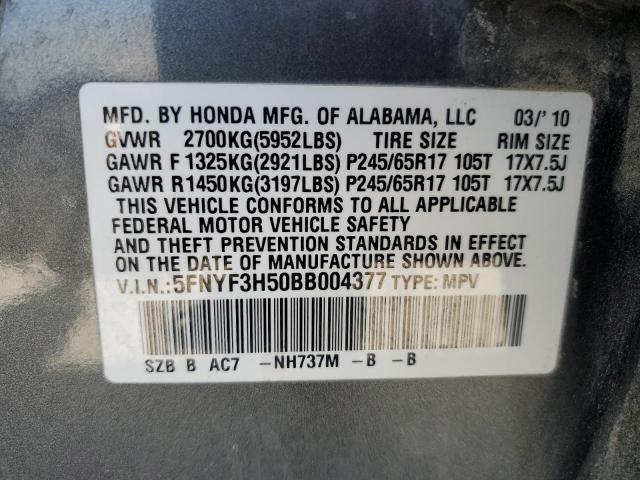 MFD. BY HONDA MFG. OF ALABAMA, LLC 03/'10
GVWR 2700KG(5952LBS) TIRE SIZE RIM SIZE
GAWR F 1325KG(2921LBS) P245/65R17 105T 17X7.5J
GAWR R 1450KG(3197LBS) P245/65R17 105T 17X7.5J
THIS VEHICLE CONFORMS TO ALL APPLICABLE
FEDERAL MOTOR VEHICLE SAFETY
AND THEFT PREVENTION STANDARDS IN EFFECT
ON THE DATE OF MANUFACTURE SHOWN ABOVE.
V.I.N.:5FNYF3H50BB004377 TYPE: MPV
SZB B AC7 -NH737M -B -B